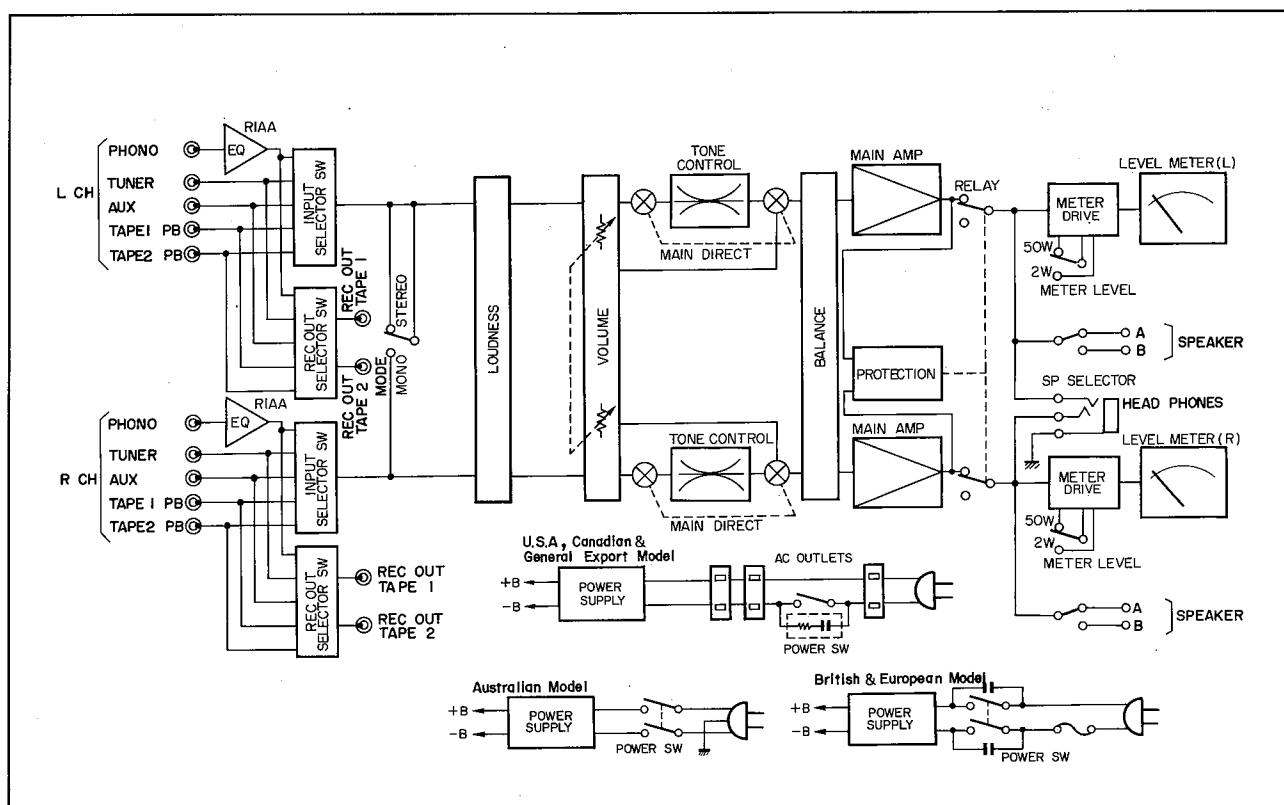 L CH
PHONO
TUNER
AUX
TAPE1 PB
TAPE2 PB
RIAA
EQ
INPUT
SELECTOR SW
REC OUT
SELECTOR SW
REC OUT
TAPE 1
REC OUT
TAPE 2
STEREO
MODE
MONO
LOUDNESS
VOLUME
TONE
CONTROL
MAIN DIRECT
BALANCE
MAIN AMP
RELAY
PROTECTION
METER
DRIVE
LEVEL METER(L)
50W
2W
METER LEVEL
A
B
SPEAKER
SP SELECTOR
HEAD PHONES
R CH
PHONO
TUNER
AUX
TAPE 1 PB
TAPE2 PB
RIAA
EQ
INPUT
SELECTOR SW
REC OUT
SELECTOR SW
REC OUT
TAPE 1
REC OUT
TAPE 2
TONE CONTROL
MAIN DIRECT
MAIN AMP
METER
DRIVE
LEVEL METER(R)
50W
2W
METER LEVEL
A
B
SPEAKER
U.S.A, Canadian &
General Export Model
+B
-B
POWER
SUPPLY
AC OUTLETS
POWER SW
Australian Model
+B
-B
POWER
SUPPLY
POWER SW
British & European Model
+B
-B
POWER
SUPPLY
POWER SW